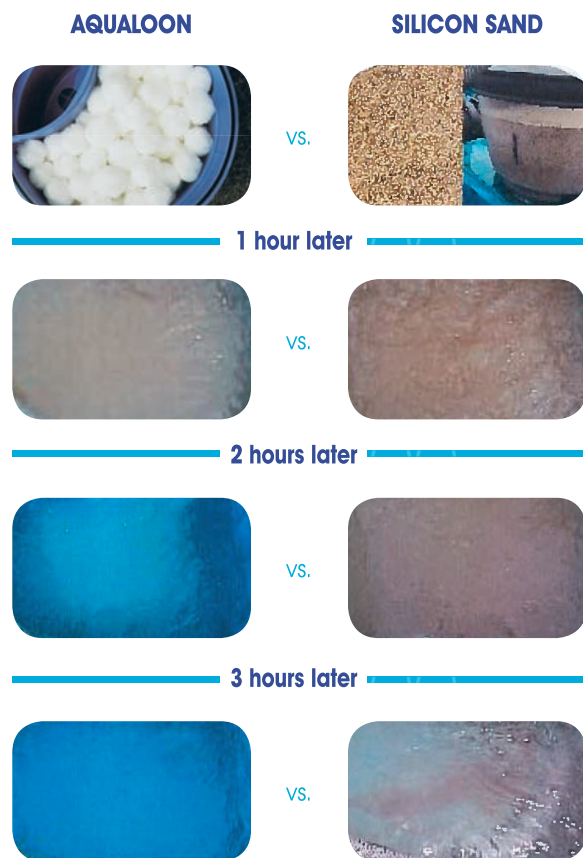 AQUALOON
SILICON SAND
VS.
1 hour later
VS.
2 hours later
VS.
3 hours later
VS.